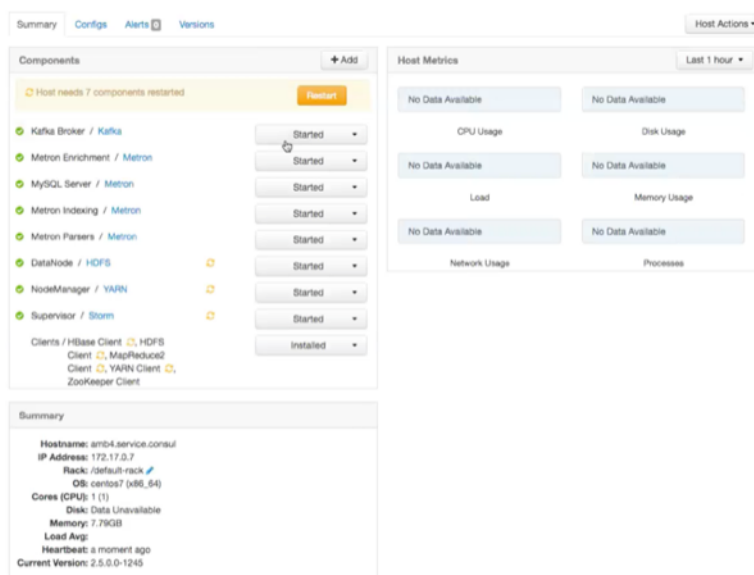 Summary Configs Alerts 0 Versions Host Actions
Components + Add
Host needs 7 components restarted Restart
Kafka Broker / Kafka Started
Metron Enrichment / Metron Started
MySQL Server / Metron Started
Metron Indexing / Metron Started
Metron Parsers / Metron Started
DataNode / HDFS Started
NodeManager / YARN Started
Supervisor / Storm Started
Clients / HBase Client , HDFS Installed
Client , MapReduce2
Client , YARN Client ,
ZooKeeper Client
Host Metrics Last 1 hour
No Data Available No Data Available
CPU Usage Disk Usage
No Data Available No Data Available
Load Memory Usage
No Data Available No Data Available
Network Usage Processes
Summary
Hostname: amb4.service.consul
IP Address: 172.17.0.7
Rack: /default-rack
OS: centos7 (x86_64)
Cores (CPU): 1 (1)
Disk: Data Unavailable
Memory: 7.79GB
Load Avg:
Heartbeat: a moment ago
Current Version: 2.5.0.0-1245